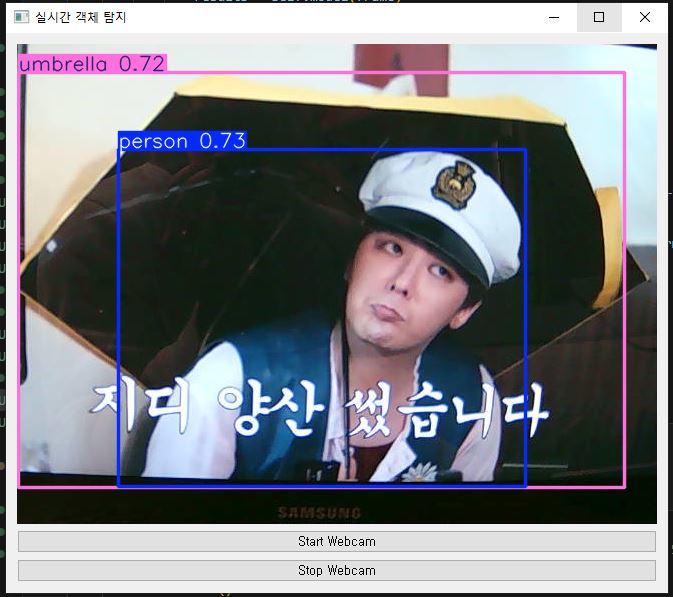 실시간 객체 탐지
umbrella 0.72
person 0.73
지디 양산 썼습니다
SAMSUNG
Start Webcam
Stop Webcam